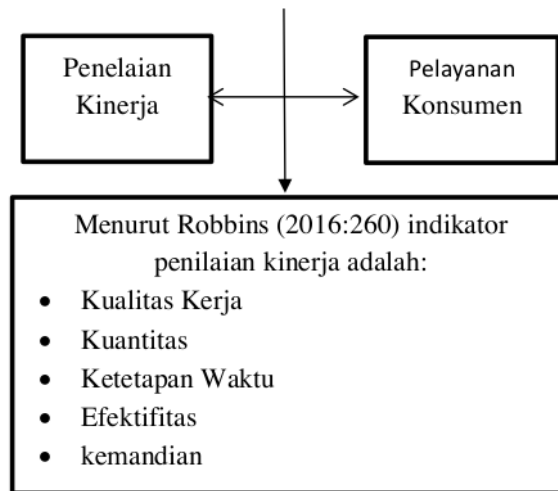 Penelaian
Kinerja
Pelayanan
Konsumen
Menurut Robbins (2016:260) indikator
penilaian kinerja adalah:
• Kualitas Kerja
• Kuantitas
• Ketetapan Waktu
• Efektifitas
• kemandian